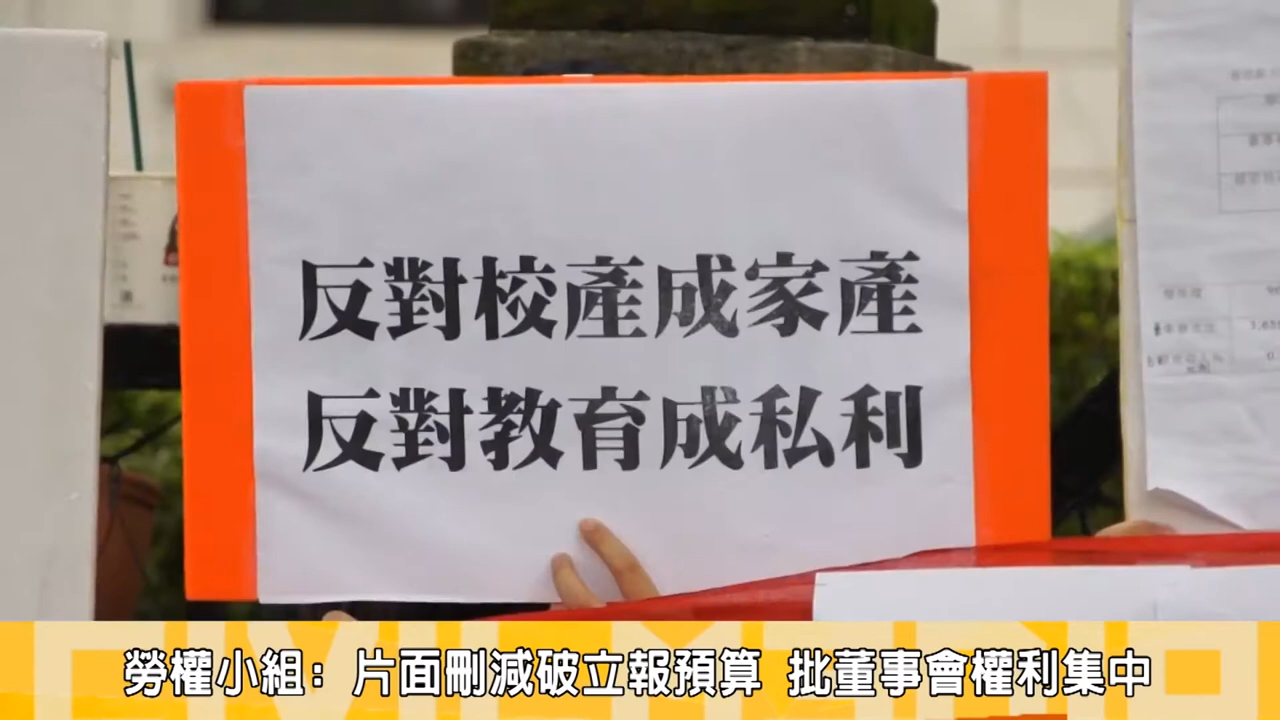 反對校產成家產
反對教育成私利
勞權小組：片面刪減破立報預算 批董事會權利集中